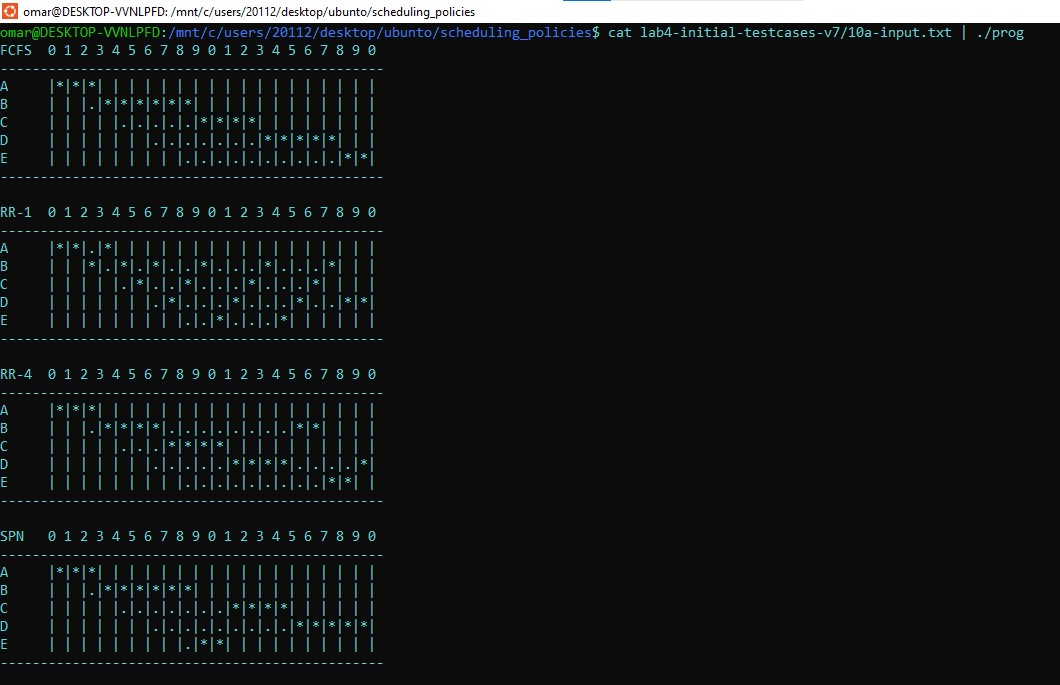 omar@DESKTOP-VVNLPFD: /mnt/c/users/20112/desktop/ubunto/scheduling_policies
omar@DESKTOP-VVNLPFD:/mnt/c/users/20112/desktop/ubunto/scheduling_policies$ cat lab4-initial-testcases-v7/10a-input.txt | ./prog
FCFS  0 1 2 3 4 5 6 7 8 9 0 1 2 3 4 5 6 7 8 9 0
------------------------------------------------
A     |*|*|*| | | | | | | | | | | | | | | | | |
B     | | |.|*|*|*|*|*|*| | | | | | | | | | | |
C     | | | | |.|.|.|.|.|*|*|*|*| | | | | | | |
D     | | | | | | |.|.|.|.|.|.|.|*|*|*|*|*| | |
E     | | | | | | | | |.|.|.|.|.|.|.|.|.|.|*|*|
------------------------------------------------
RR-1  0 1 2 3 4 5 6 7 8 9 0 1 2 3 4 5 6 7 8 9 0
------------------------------------------------
A     |*|*|.|*| | | | | | | | | | | | | | | | |
B     | | |*|.|*|.|*|.|.|*|.|.|.|*|.|.|.|*| | |
C     | | | | |.|*|.|.|*|.|.|.|*|.|.|.|*| | | |
D     | | | | | | |.|*|.|.|.|*|.|.|.|*|.|.|*|*|
E     | | | | | | | | |.|.|*|.|.|.|*| | | | | |
------------------------------------------------
RR-4  0 1 2 3 4 5 6 7 8 9 0 1 2 3 4 5 6 7 8 9 0
------------------------------------------------
A     |*|*|*| | | | | | | | | | | | | | | | | |
B     | | |.|*|*|*|*|.|.|.|.|.|.|.|.|*|*| | | |
C     | | | | |.|.|.|*|*|*|*| | | | | | | | | |
D     | | | | | | |.|.|.|.|.|*|*|*|*|.|.|.|.|*|
E     | | | | | | | | |.|.|.|.|.|.|.|.|.|*|*| |
------------------------------------------------
SPN   0 1 2 3 4 5 6 7 8 9 0 1 2 3 4 5 6 7 8 9 0
------------------------------------------------
A     |*|*|*| | | | | | | | | | | | | | | | | |
B     | | |.|*|*|*|*|*|*| | | | | | | | | | | |
C     | | | | |.|.|.|.|.|.|.|*|*|*|*| | | | | |
D     | | | | | | |.|.|.|.|.|.|.|.|.|*|*|*|*|*|
E     | | | | | | | | |.|*|*| | | | | | | | | |
------------------------------------------------